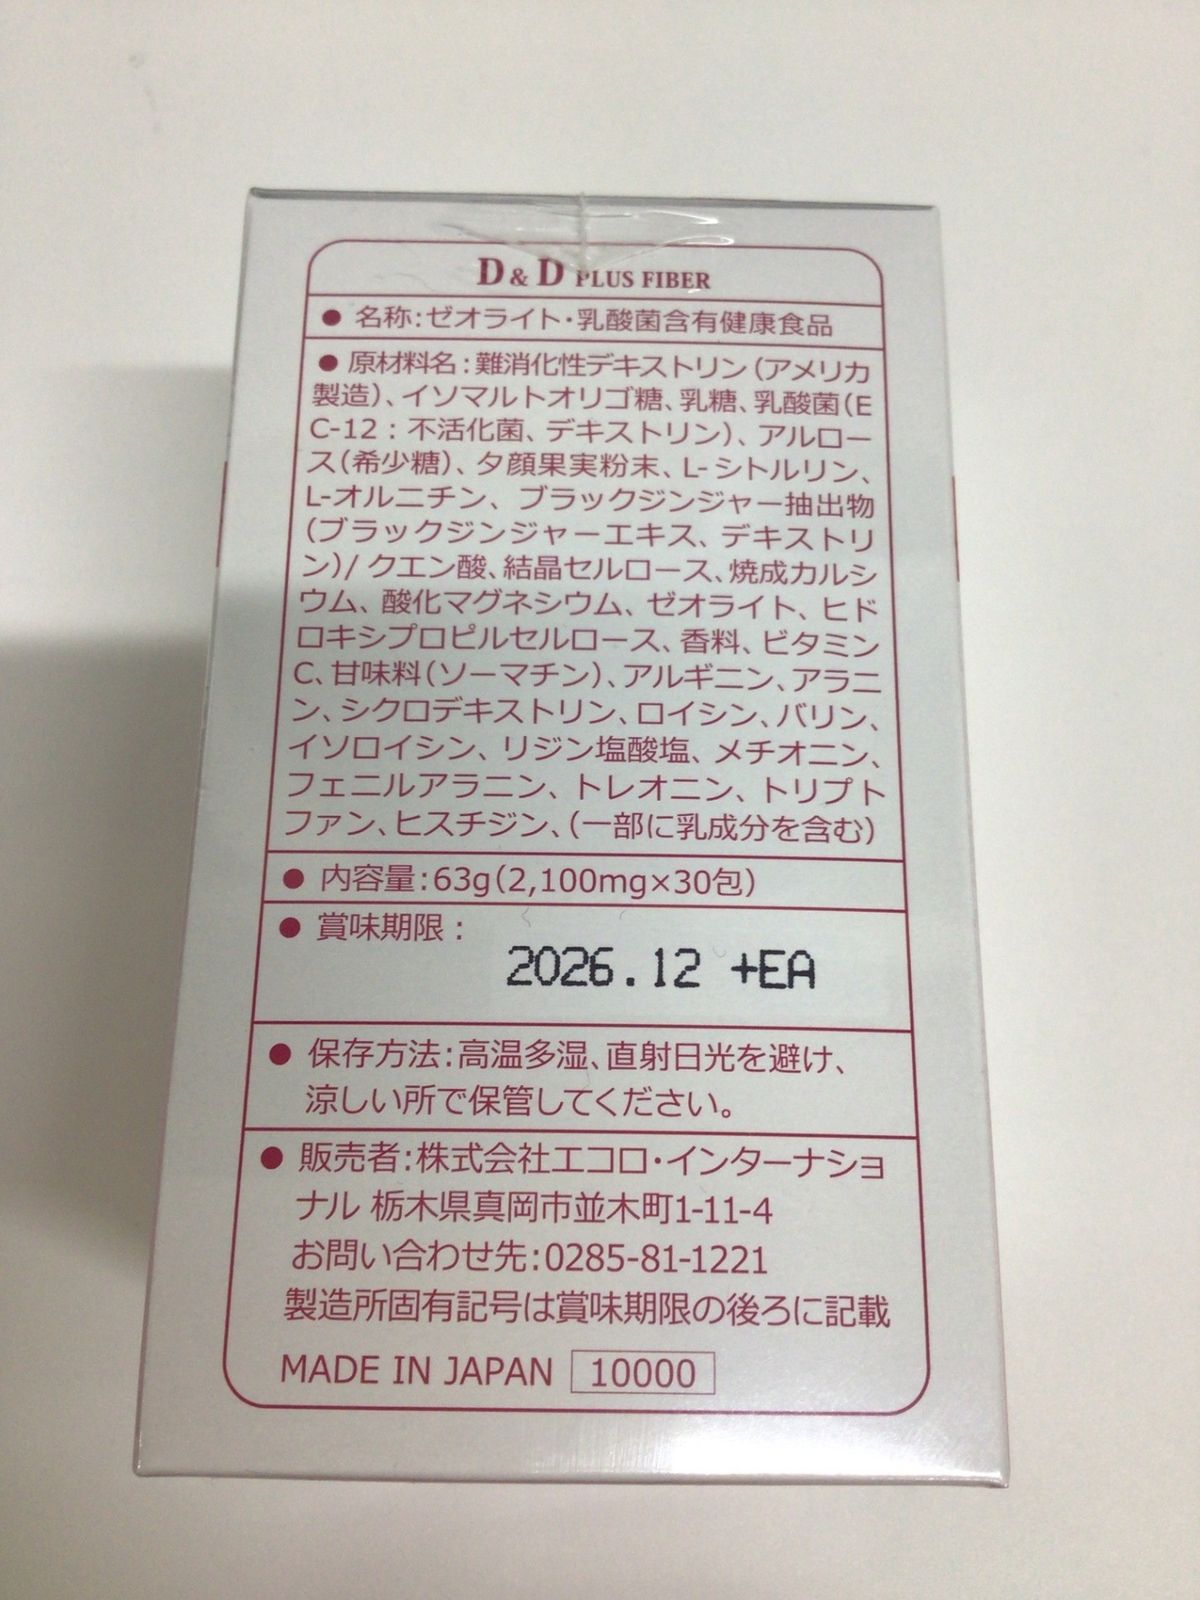 D & D PLUS FIBER
● 名称:ゼオライト・乳酸菌含有健康食品
● 原材料名:難消化性デキストリン(アメリカ
製造)、イソマルトオリゴ糖、乳糖、乳酸菌(E
C-12:不活化菌、デキストリン)、アルロー
ス(希少糖)、夕顔果実粉末、L-シトルリン、
L-オルニチン、ブラックジンジャー抽出物
(ブラックジンジャーエキス、デキストリ
ン)/クエン酸、結晶セルロース、焼成カルシ
ウム、酸化マグネシウム、ゼオライト、ヒド
ロキシプロピルセルロース、香料、ビタミン
C、甘味料(ソーマチン)、アルギニン、アラニ
ン、シクロデキストリン、ロイシン、バリン、
イソロイシン、リジン塩酸塩、メチオニン、
フェニルアラニン、トレオニン、トリプト
ファン、ヒスチジン、(一部に乳成分を含む)
● 内容量:63g(2,100mg×30包)
● 賞味期限:
2026.12 +EA
● 保存方法:高温多湿、直射日光を避け、
涼しい所で保管してください。
● 販売者:株式会社エコロ・インターナショ
ナル 栃木県真岡市並木町1-11-4
お問い合わせ先:0285-81-1221
製造所固有記号は賞味期限の後ろに記載
MADE IN JAPAN 10000